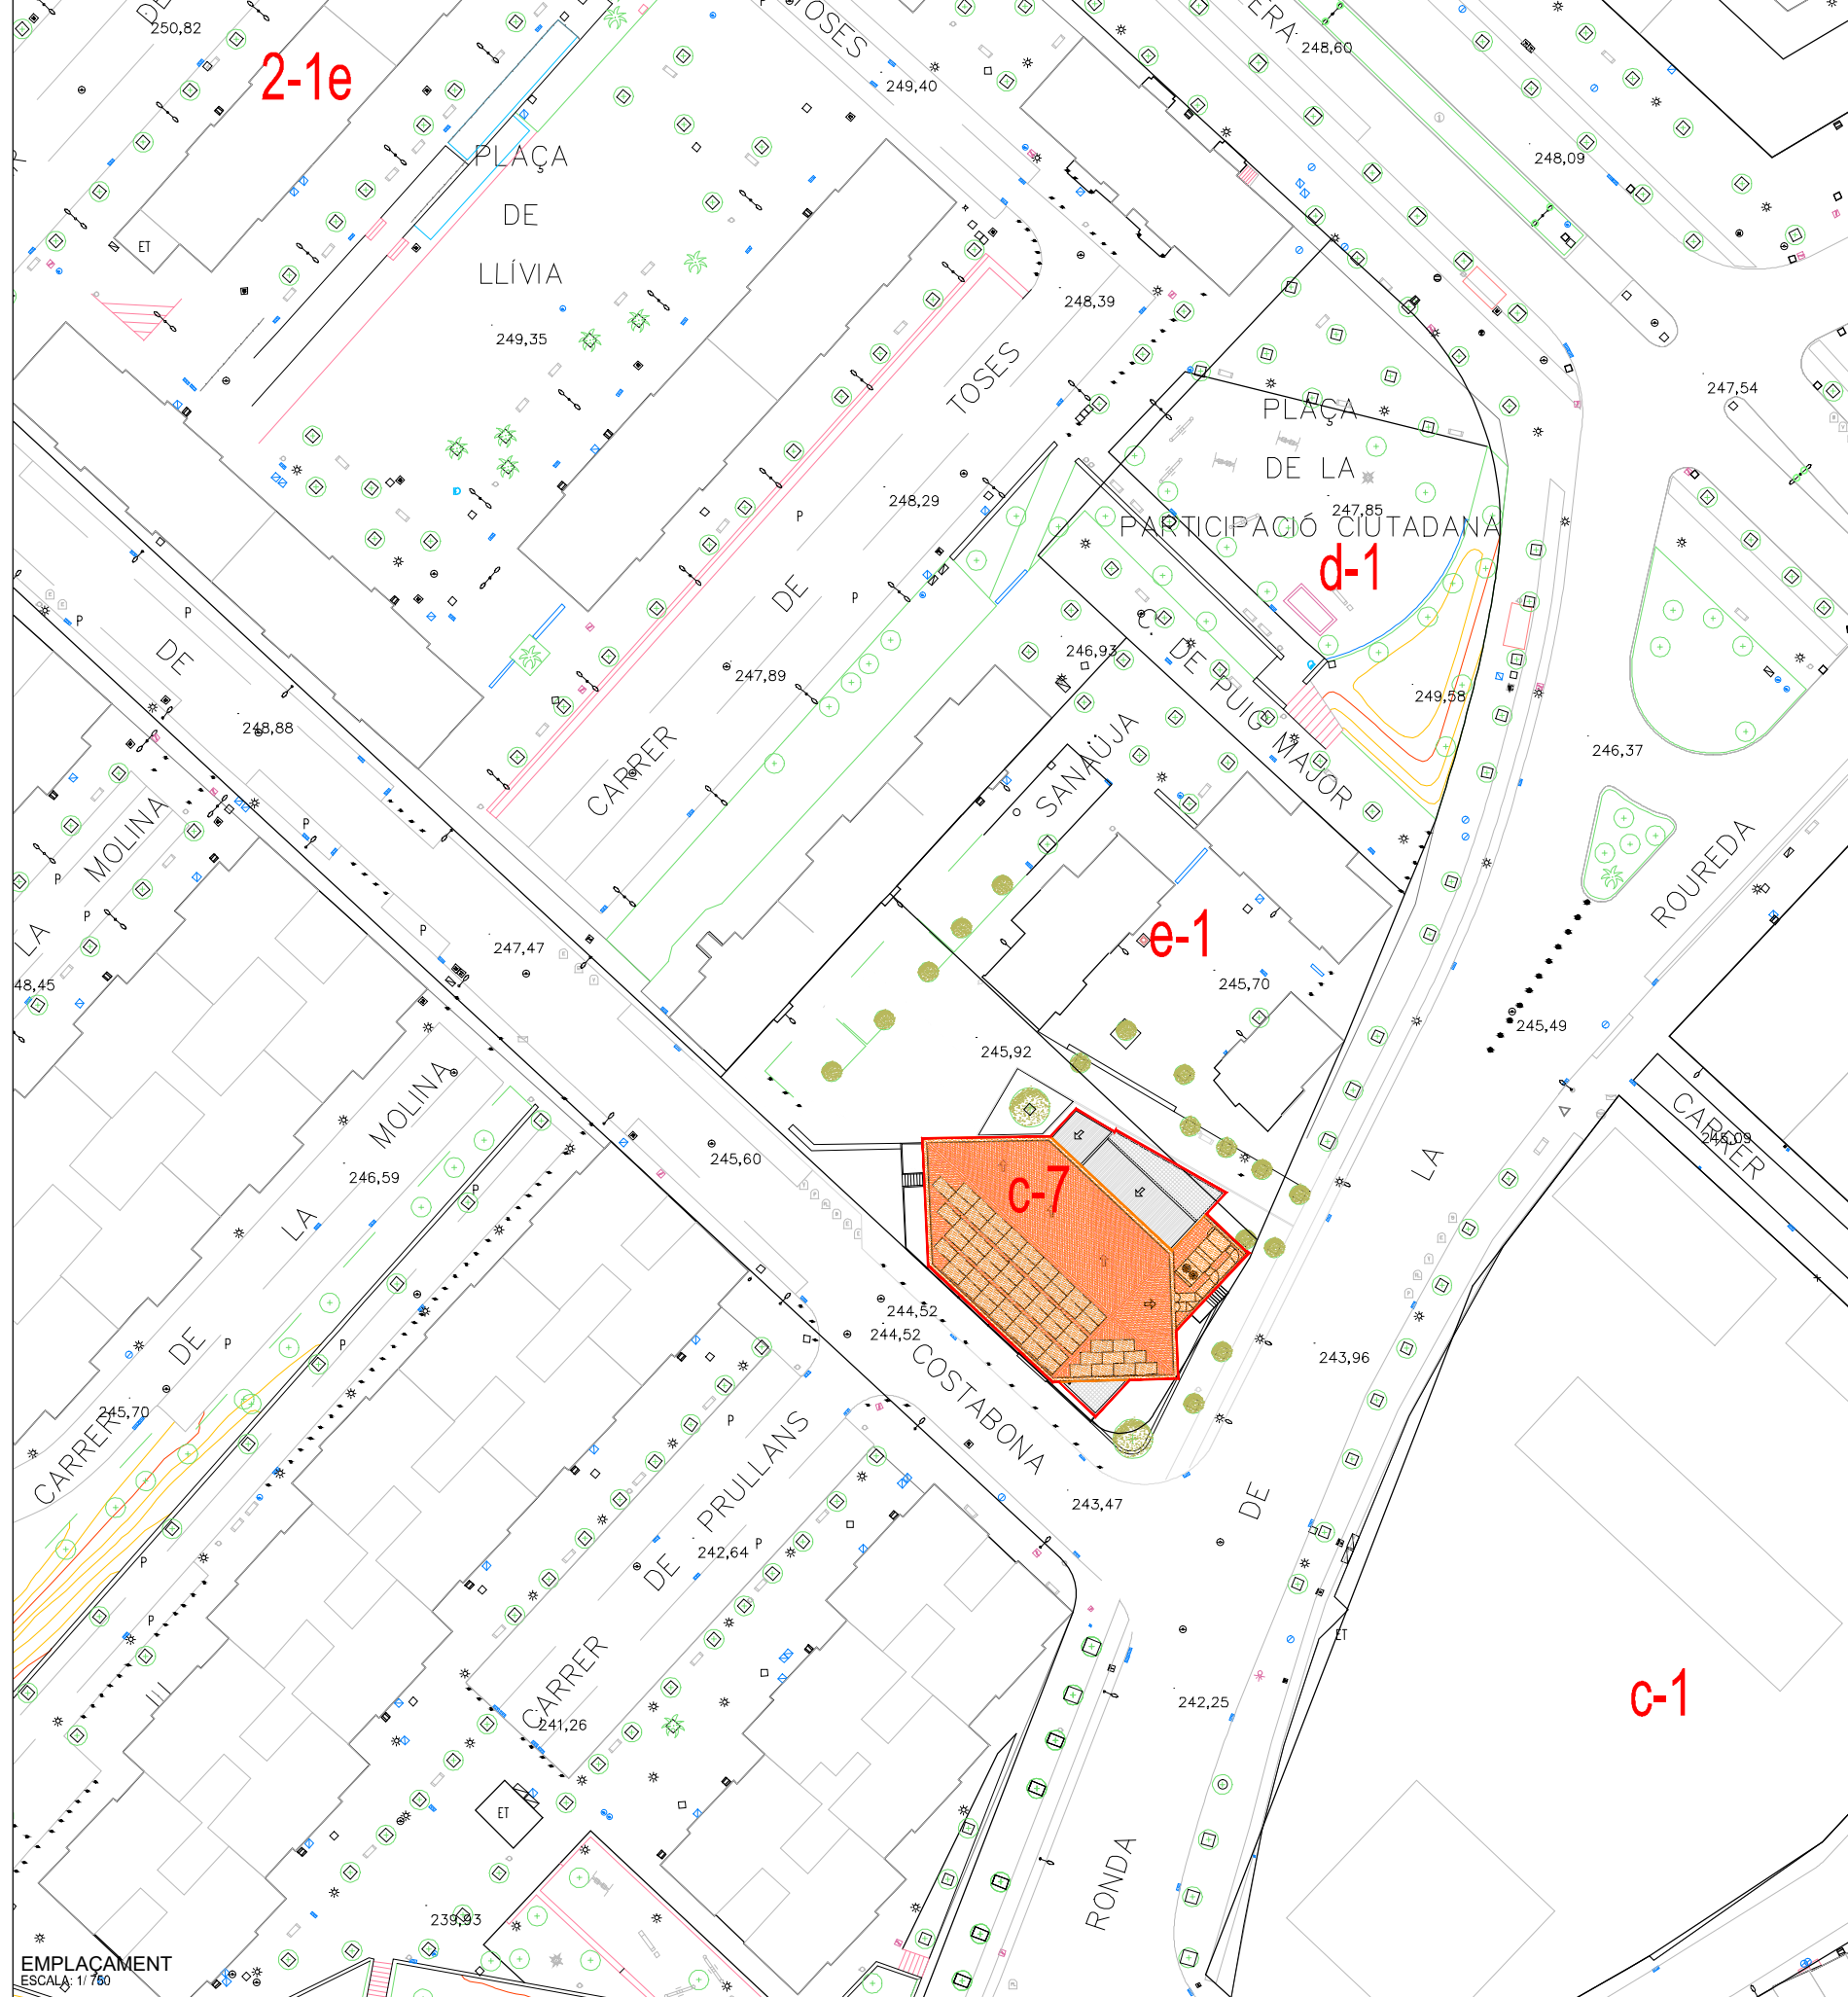 250,82
2-1e
TOSES
249,40
248,60
248,09
PLAÇA
DE
LLÍVIA
ET
249,35
248,39
TOSES
247,54
PLAÇA
DE LA
247,85
PARTICIPACIÓ CIUTADANA
d-1
248,29
P
P
P
P
DE
DE
247,89
246,93
C. DE PUIG MAJOR
249,58
248,88
CARRER
SANAÜJA
246,37
MOLINA
P
P
P
P
ROUREDA
LA
247,47
e-1
P
245,70
48,45
245,49
245,92
MOLINA
CARRER
245,09
LA
245,60
246,59
P
c-7
LA
DE
P
P
244,52
244,52
243,96
COSTABONA
245,70
CARRER
PRULLANS
P
243,47
DE
DE
242,64
P
P
P
ET
CARRER
241,26
242,25
c-1
ET
RONDA
239,93
EMPLAÇAMENT
ESCALA: 1/ 750